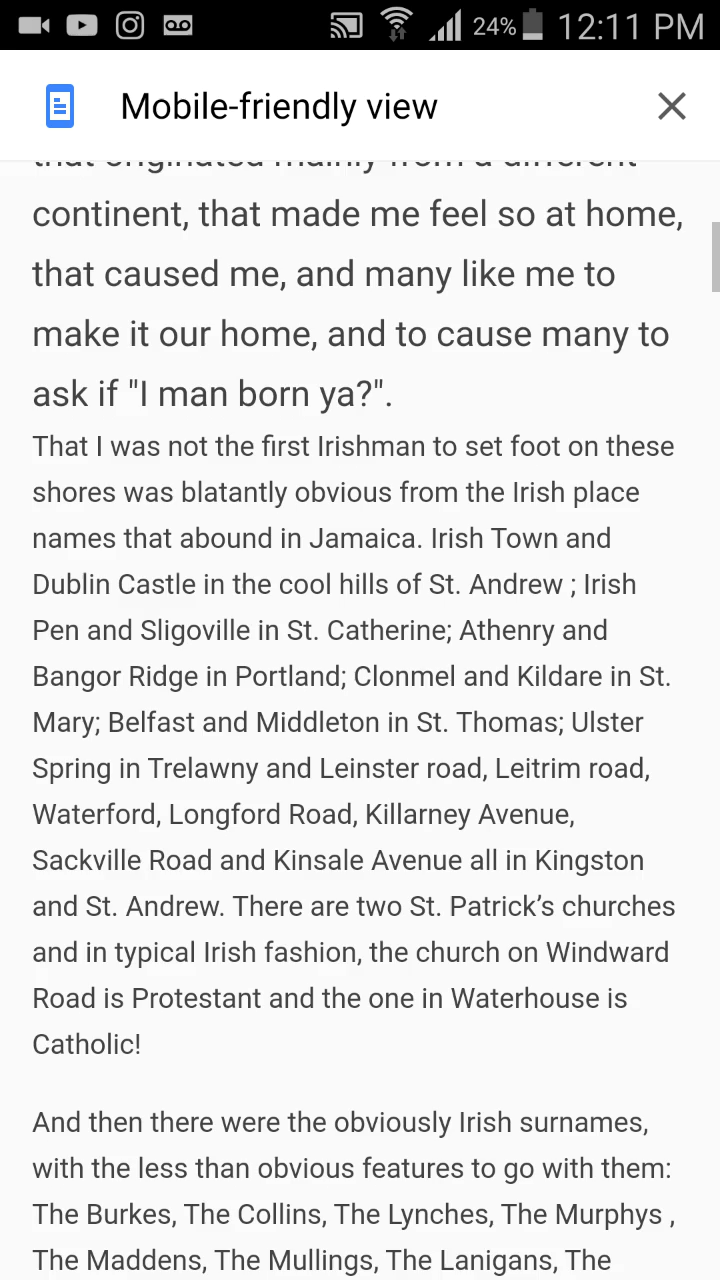 24% 12:11 PM
Mobile-friendly view
that originated mainly from a different
continent, that made me feel so at home,
that caused me, and many like me to
make it our home, and to cause many to
ask if "I man born ya?".
That I was not the first Irishman to set foot on these
shores was blatantly obvious from the Irish place
names that abound in Jamaica. Irish Town and
Dublin Castle in the cool hills of St. Andrew ; Irish
Pen and Sligoville in St. Catherine; Athenry and
Bangor Ridge in Portland; Clonmel and Kildare in St.
Mary; Belfast and Middleton in St. Thomas; Ulster
Spring in Trelawny and Leinster road, Leitrim road,
Waterford, Longford Road, Killarney Avenue,
Sackville Road and Kinsale Avenue all in Kingston
and St. Andrew. There are two St. Patrick’s churches
and in typical Irish fashion, the church on Windward
Road is Protestant and the one in Waterhouse is
Catholic!
And then there were the obviously Irish surnames,
with the less than obvious features to go with them:
The Burkes, The Collins, The Lynches, The Murphys ,
The Maddens, The Mullings, The Lanigans, The